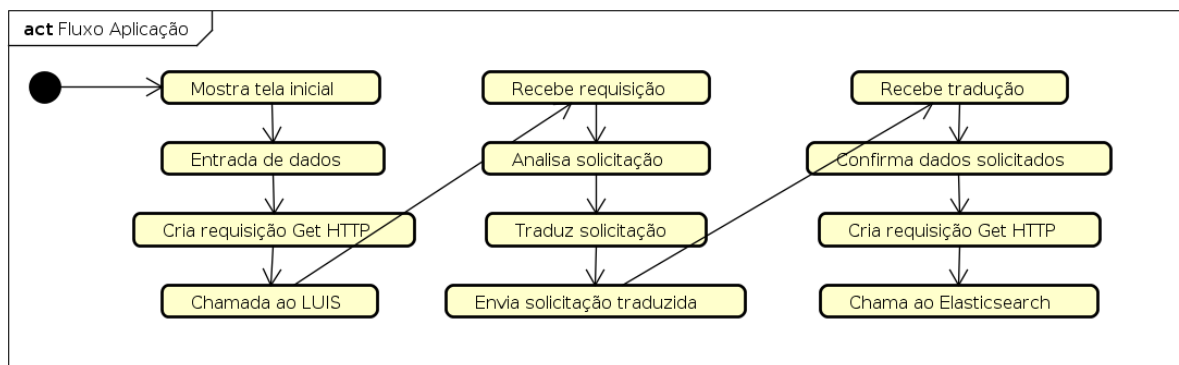 act Fluxo Aplicação
Mostra tela inicial
Entrada de dados
Cria requisição Get HTTP
Chamada ao LUIS
Recebe requisição
Analisa solicitação
Traduz solicitação
Envia solicitação traduzida
Recebe tradução
Confirma dados solicitados
Cria requisição Get HTTP
Chama ao Elasticsearch